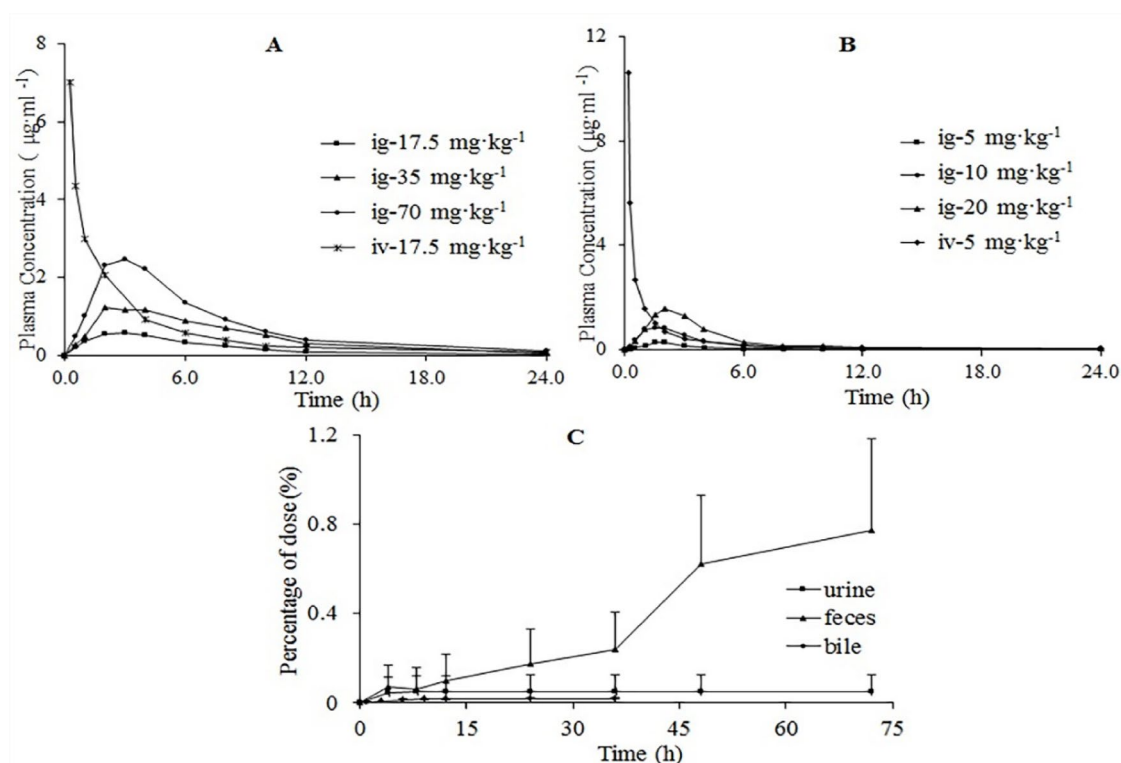 A
Plasma Concentration ( μg·ml -1)
8
6
4
2
0
ig-17.5 mg·kg-1
ig-35 mg·kg-1
ig-70 mg·kg-1
iv-17.5 mg·kg-1
0.0 6.0 12.0 18.0 24.0
Time (h)
B
Plasma Concentration ( μg·ml -1)
12
8
4
0
ig-5 mg·kg-1
ig-10 mg·kg-1
ig-20 mg·kg-1
iv-5 mg·kg-1
0.0 6.0 12.0 18.0 24.0
Time (h)
C
Percentage of dose (%)
1.2
0.8
0.4
0
urine
feces
bile
0 15 30 45 60 75
Time (h)